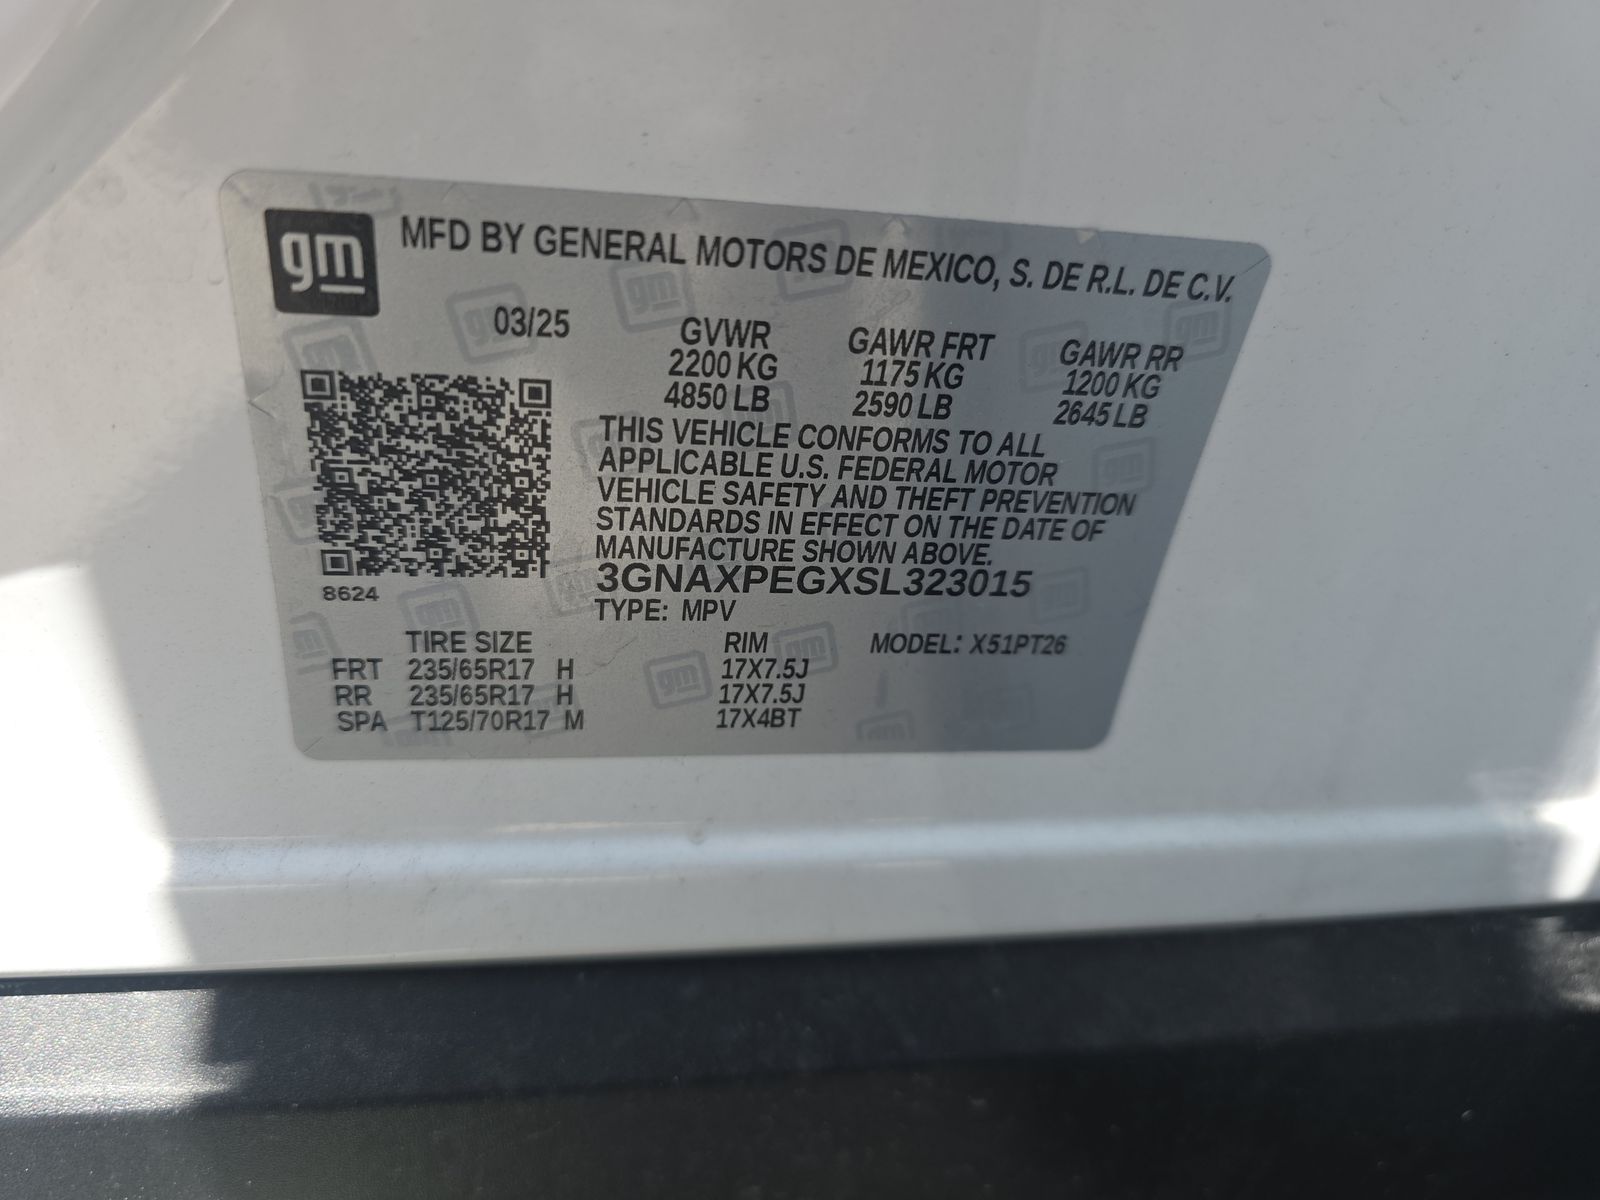 gm
MFD BY GENERAL MOTORS DE MEXICO, S. DE R.L. DE C.V.
03/25
GVWR GAWR FRT GAWR RR
2200 KG 1175 KG 1200 KG
4850 LB 2590 LB 2645 LB
THIS VEHICLE CONFORMS TO ALL
APPLICABLE U.S. FEDERAL MOTOR
VEHICLE SAFETY AND THEFT PREVENTION
STANDARDS IN EFFECT ON THE DATE OF
MANUFACTURE SHOWN ABOVE.
3GNAXPEGXSL323015
8624
TYPE: MPV
TIRE SIZE RIM MODEL: X51PT26
FRT 235/65R17 H 17X7.5J
RR 235/65R17 H 17X7.5J
SPA T125/70R17 M 17X4BT